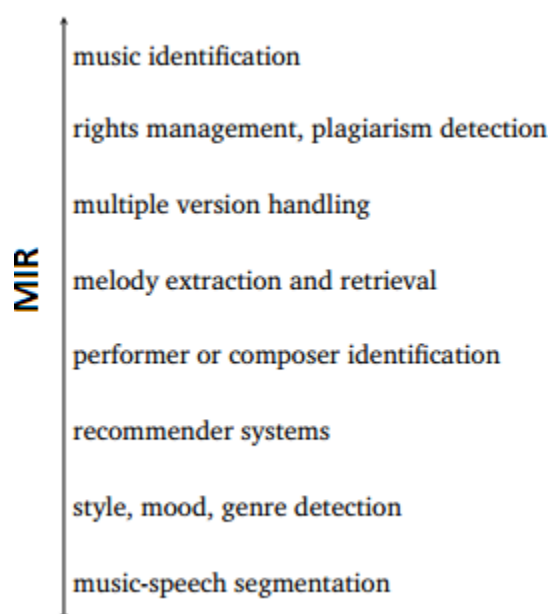 music identification
rights management, plagiarism detection
multiple version handling
MIR
melody extraction and retrieval
performer or composer identification
recommender systems
style, mood, genre detection
music-speech segmentation